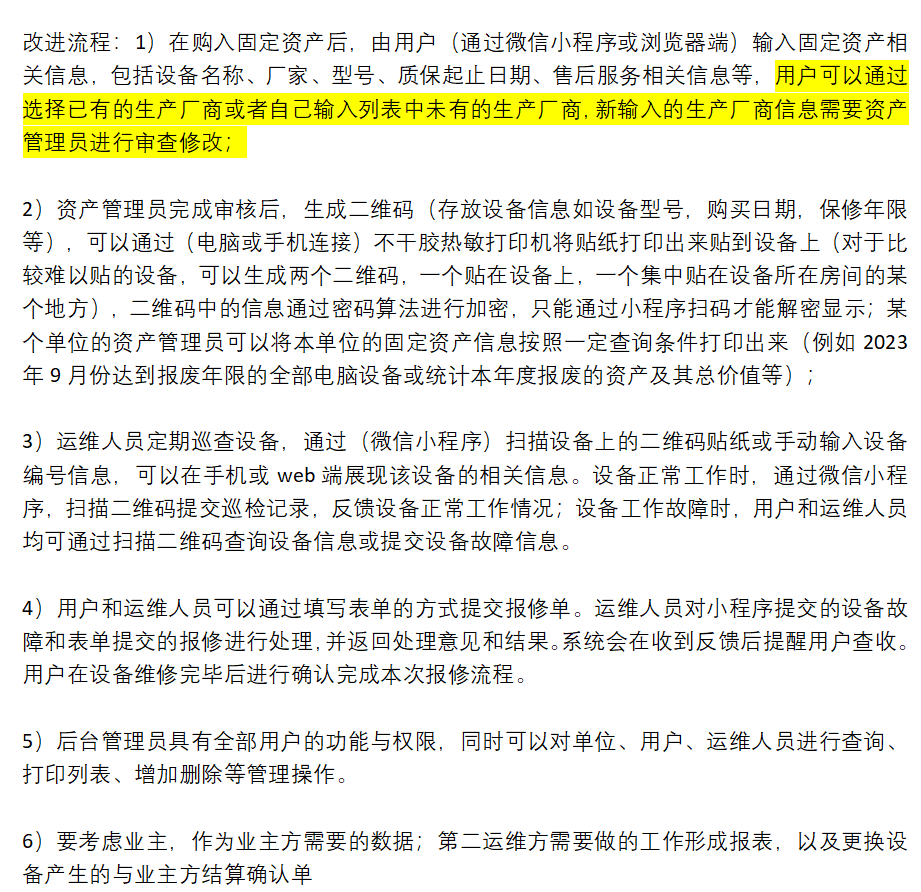 改进流程：1）在购入固定资产后，由用户（通过微信小程序或浏览器端）输入固定资产相
关信息，包括设备名称、厂家、型号、质保起止日期、售后服务相关信息等，用户可以通过
选择已有的生产厂商或者自己输入列表中未有的生产厂商，新输入的生产厂商信息需要资产
管理员进行审查修改；
2）资产管理员完成审核后，生成二维码（存放设备信息如设备型号，购买日期，保修年限
等），可以通过（电脑或手机连接）不干胶热敏打印机将贴纸打印出来贴到设备上（对于比
较难以贴的设备，可以生成两个二维码，一个贴在设备上，一个集中贴在设备所在房间的某
个地方），二维码中的信息通过密码算法进行加密，只能通过小程序扫码才能解密显示；某
个单位的资产管理员可以将本单位的固定资产信息按照一定查询条件打印出来（例如 2023
年 9 月份达到报废年限的全部电脑设备或统计本年度报废的资产及其总价值等）；
3）运维人员定期巡查设备，通过（微信小程序）扫描设备上的二维码贴纸或手动输入设备
编号信息，可以在手机或 web 端展现该设备的相关信息。设备正常工作时，通过微信小程
序，扫描二维码提交巡检记录，反馈设备正常工作情况；设备工作故障时，用户和运维人员
均可通过扫描二维码查询设备信息或提交设备故障信息。
4）用户和运维人员可以通过填写表单的方式提交报修单。运维人员对小程序提交的设备故
障和表单提交的报修进行处理，并返回处理意见和结果。系统会在收到反馈后提醒用户查收。
用户在设备维修完毕后进行确认完成本次报修流程。
5）后台管理员具有全部用户的功能与权限，同时可以对单位、用户、运维人员进行查询、
打印列表、增加删除等管理操作。
6）要考虑业主，作为业主方需要的数据；第二运维方需要做的工作形成报表，以及更换设
备产生的与业主方结算确认单